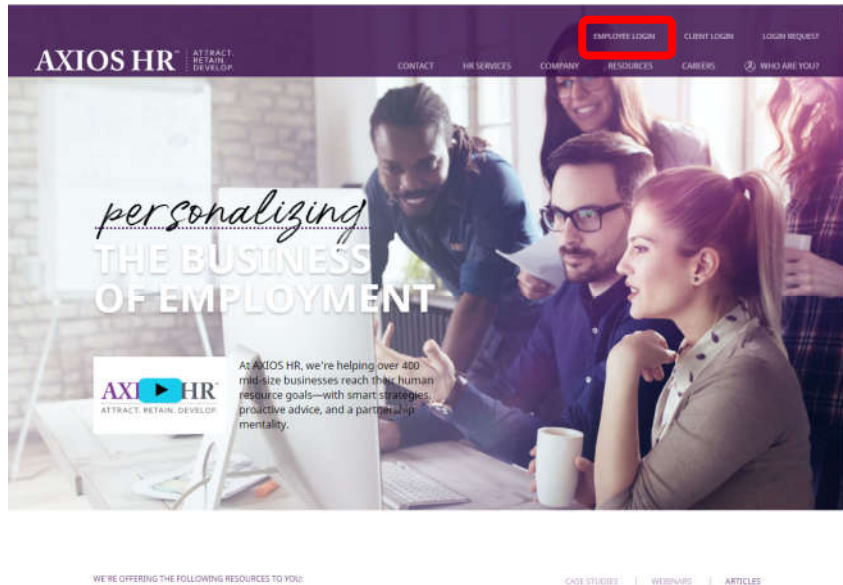 EMPLOYEE LOGIN CLIENT LOGIN LOGIN REQUEST
AXIOS HR™ ATTRACT.
RETAIN.
DEVELOP.
CONTACT HR SERVICES COMPANY RESOURCES CAREERS WHO ARE YOU?
personalizing
THE BUSINESS
OF EMPLOYMENT
At AXIOS HR, we're helping over 400
mid-size businesses reach their human
resource goals—with smart strategies,
proactive advice, and a partnership
mentality.
AXI HR
ATTRACT. RETAIN. DEVELOP.
WE'RE OFFERING THE FOLLOWING RESOURCES TO YOU:
CASE STUDIES | WEBINARS | ARTICLES